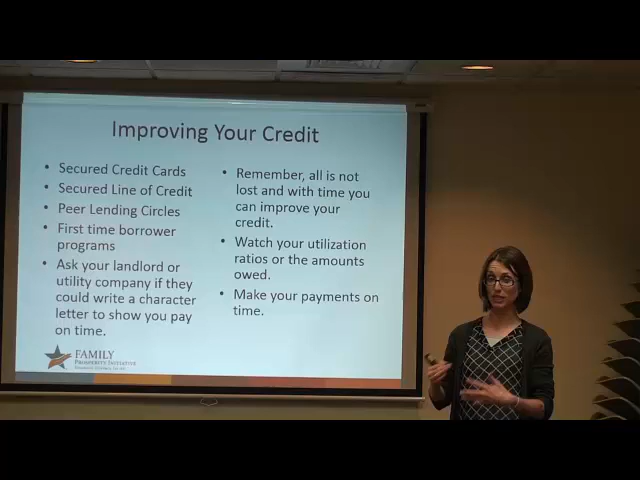 Improving Your Credit
• Secured Credit Cards
• Secured Line of Credit
• Peer Lending Circles
• First time borrower
programs
• Ask your landlord or
utility company if they
could write a character
letter to show you pay
on time.
• Remember, all is not
lost and with time you
can improve your
credit.
• Watch your utilization
ratios or the amounts
owed.
• Make your payments on
time.
FAMILY
PROSPERITY INITIATIVE